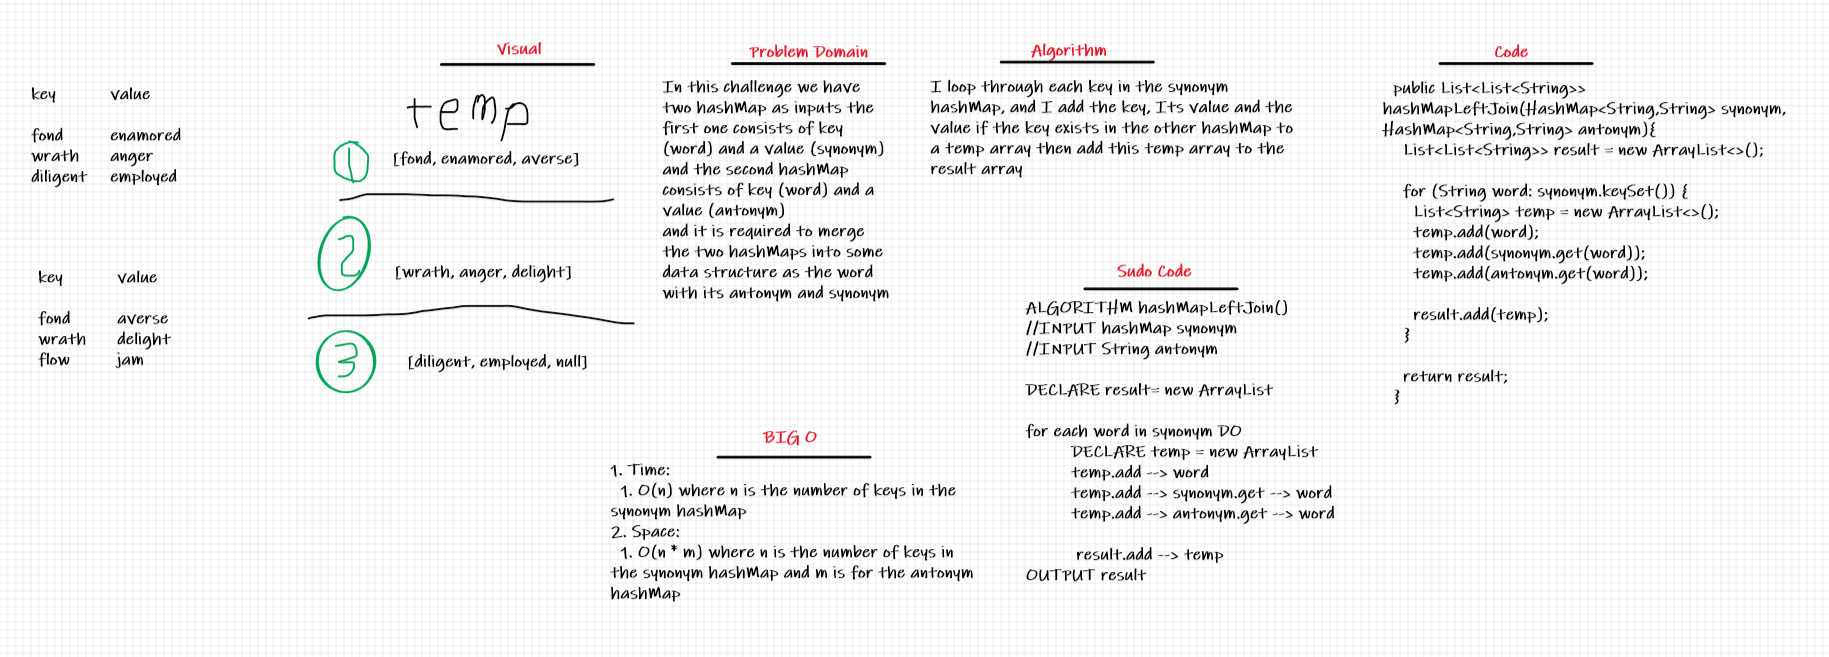 key value
fond enamored
wrath anger
diligent employed
key value
fond averse
wrath delight
flow jam
Visual
temp
1
[fond, enamored, averse]
2
[wrath, anger, delight]
3
[diligent, employed, null]
Problem Domain
In this challenge we have
two hashMap as inputs the
first one consists of key
(word) and a value (synonym)
and the second hashMap
consists of key (word) and a
value (antonym)
and it is required to merge
the two hashMaps into some
data structure as the word
with its antonym and synonym
Algorithm
I loop through each key in the synonym
hashMap, and I add the key, Its value and the
value if the key exists in the other hashMap to
a temp array then add this temp array to the
result array
BIG O
1. Time:
1. O(n) where n is the number of keys in the
synonym hashMap
2. Space:
1. O(n * m) where n is the number of keys in
the synonym hashMap and m is for the antonym
hashMap
Sudo Code
ALGORITHM hashMapLeftJoin()
//INPUT hashMap synonym
//INPUT String antonym
DECLARE result= new ArrayList
for each word in synonym DO
DECLARE temp = new ArrayList
temp.add --> word
temp.add --> synonym.get --> word
temp.add --> antonym.get --> word
result.add --> temp
OUTPUT result
Code
public List<List<String>>
hashMapLeftJoin(HashMap<String,String> synonym,
HashMap<String,String> antonym){
List<List<String>> result = new ArrayList<>();
for (String word: synonym.keySet()) {
List<String> temp = new ArrayList<>();
temp.add(word);
temp.add(synonym.get(word));
temp.add(antonym.get(word));
result.add(temp);
}
return result;
}